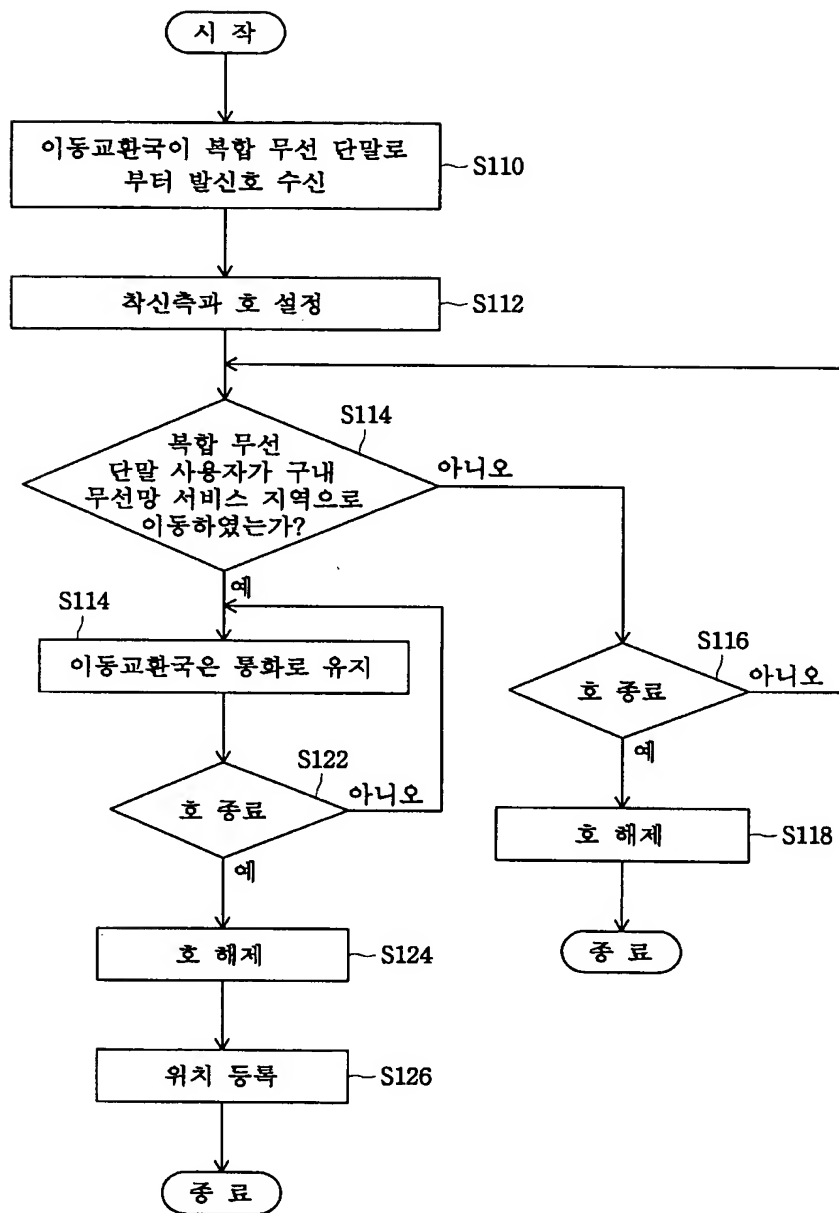 시 작
이동교환국이 복합 무선 단말로
부터 발신호 수신
S110
착신측과 호 설정
S112
S114
복합 무선
단말 사용자가 구내
무선망 서비스 지역으로
이동하였는가?
아니오
예
S114
이동교환국은 통화로 유지
S116
호 종료
아니오
예
S122
호 종료
아니오
예
호 해제
S118
종 료
호 해제
S124
위치 등록
S126
종 료